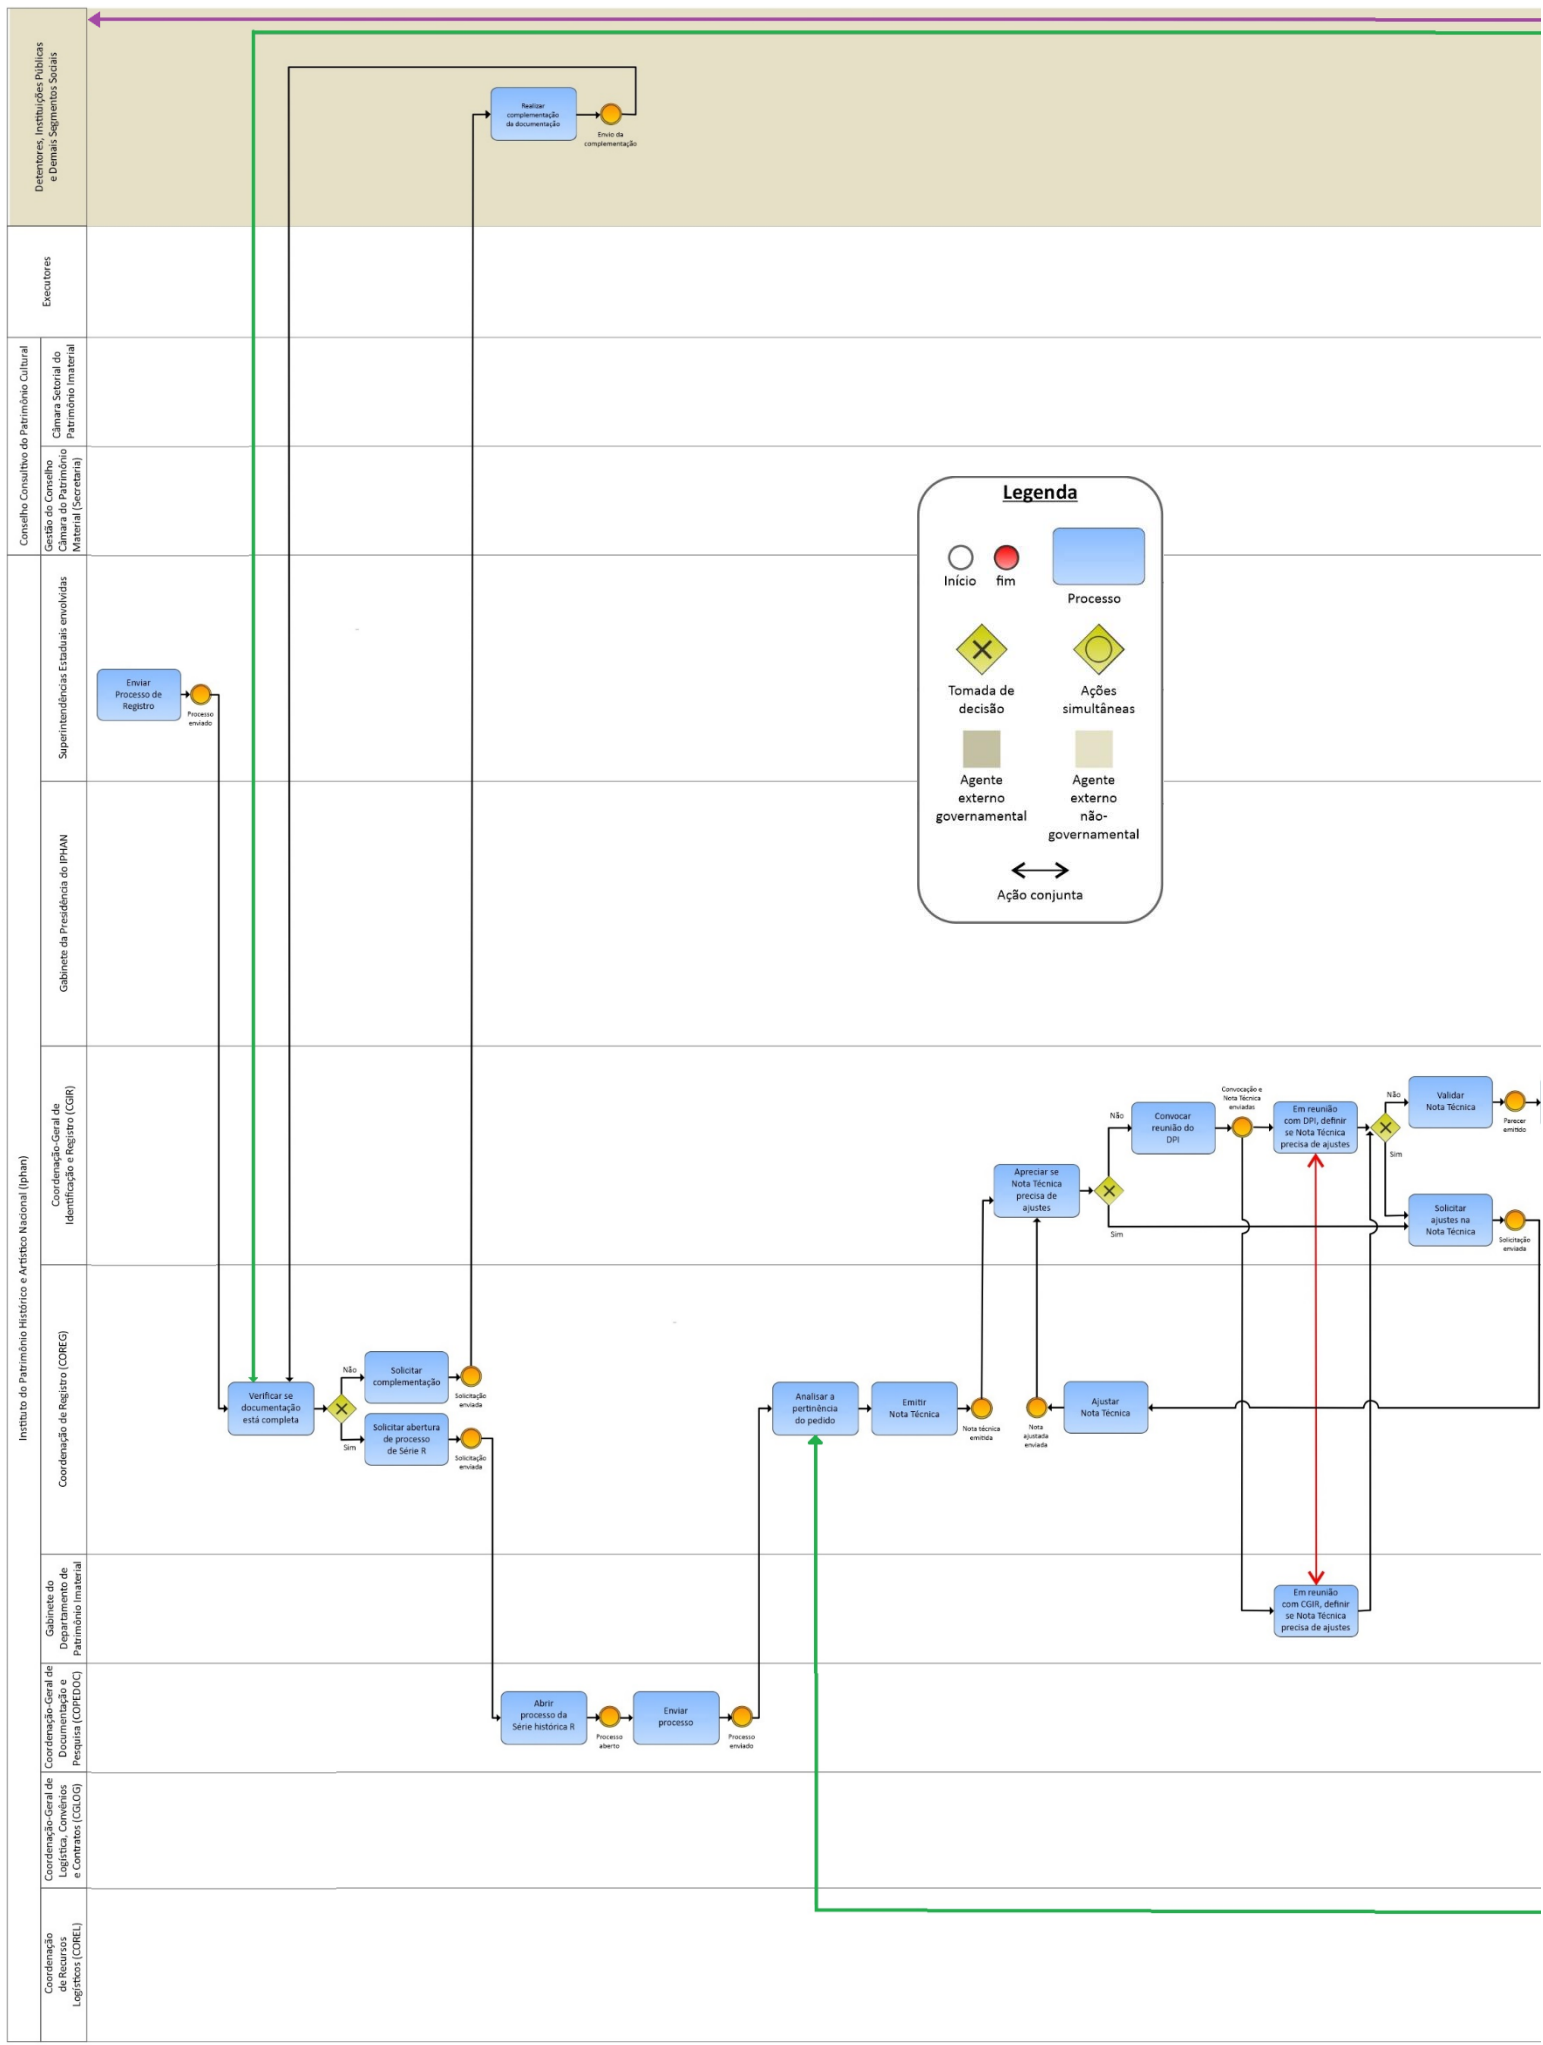 Detentores, Instituições Públicas
e Demais Segmentos Sociais
Realizar
complementação
da documentação
Envio da
complementação
Executores
Conselho Consultivo do Patrimônio Cultural
Câmara Setorial do
Patrimônio Imaterial
Gestão do Conselho
Câmara do Patrimônio
Material (Secretaria)
Legenda
Início
fim
Processo
Tomada de
decisão
Ações
simultâneas
Agente
externo
governamental
Agente
externo
não-
governamental
Ação conjunta
Instituto do Patrimônio Histórico e Artístico Nacional (Iphan)
Superintendências Estaduais envolvidas
Enviar
Processo de
Registro
Processo
enviado
Gabinete da Presidência do IPHAN
Coordenação-Geral de
Identificação e Registro (CGIR)
Apreciar se
Nota Técnica
precisa de
ajustes
Não
Sim
Convocar
reunião do
DPI
Convocação e
Nota Técnica
enviadas
Em reunião
com DPI, definir
se Nota Técnica
precisa de ajustes
Não
Sim
Validar
Nota Técnica
Parecer
emitido
Solicitar
ajustes na
Nota Técnica
Solicitação
enviada
Coordenação de Registro (COREG)
Verificar se
documentação
está completa
Não
Sim
Solicitar
complementação
Solicitação
enviada
Solicitar abertura
de processo
de Série R
Solicitação
enviada
Analisar a
pertinência
do pedido
Emitir
Nota Técnica
Nota técnica
emitida
Nota
ajustada
enviada
Ajustar
Nota Técnica
Gabinete do
Departamento de
Patrimônio Imaterial
Em reunião
com CGIR, definir
se Nota Técnica
precisa de ajustes
Coordenação-Geral de
Documentação e
Pesquisa (COPEDOC)
Abrir
processo da
Série histórica R
Processo
aberto
Enviar
processo
Processo
enviado
Coordenação-Geral de
Logística, Convênios
e Contratos (CGLOG)
Coordenação
de Recursos
Logísticos (COREL)